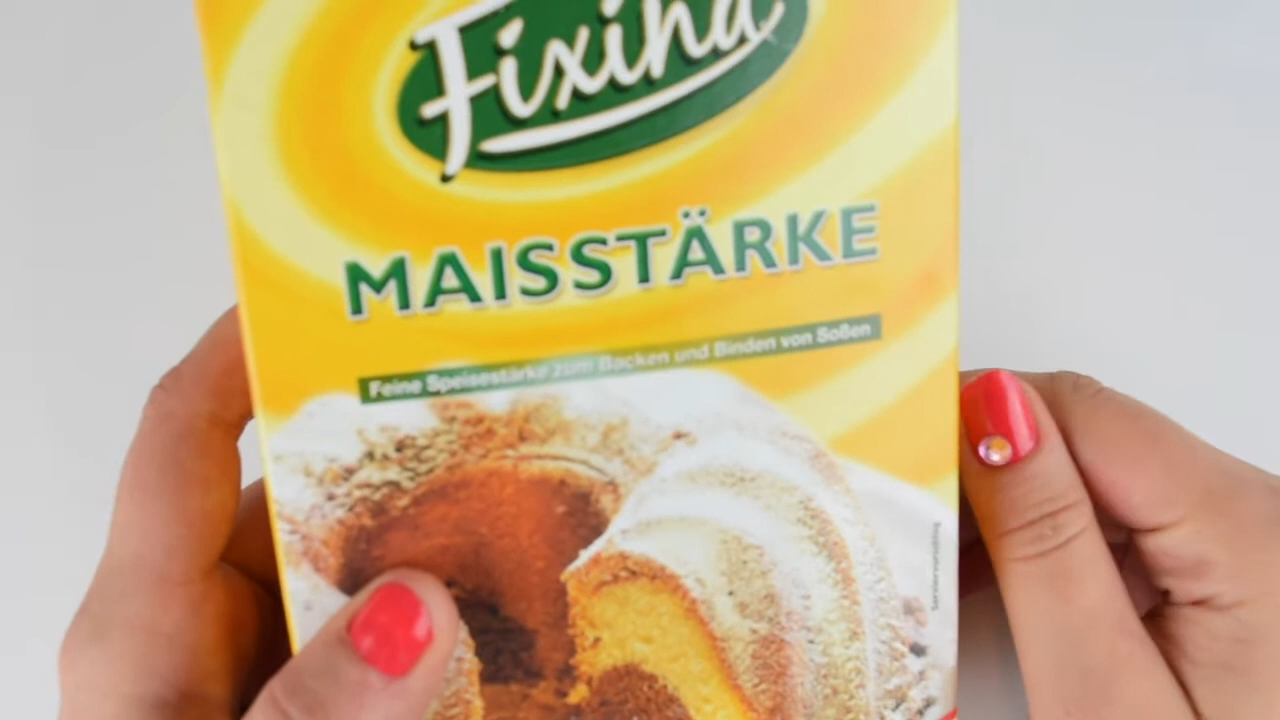 Fixina
MAISSTÄRKE
Feine Speisestärke zum Backen und Binden von Soßen